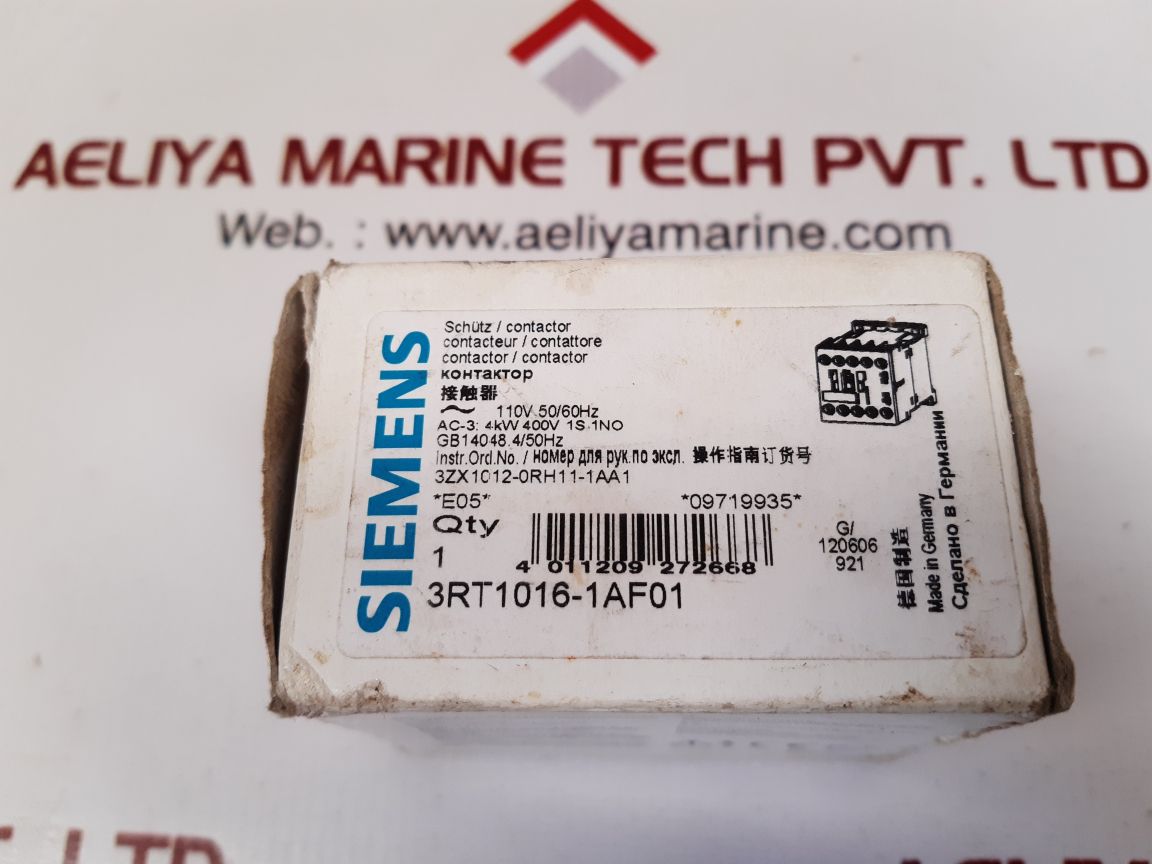 AELIYA MARINE TECH PVT. LTD
Web. : www.aeliyamarine.com
SIEMENS
Schütz / contactor
contacteur / contattore
contactor / contactor
контактор
接触器
~ 110V 50/60Hz
AC-3: 4kW 400V 1S 1NO
GB14048.4/50Hz
Instr.Ord.No. / номер для рук.по эксл. 操作指南订货号
3ZX1012-0RH11-1AA1
*E05* *09719935*
Qty
1
4 011209 272668
G/
120606
921
3RT1016-1AF01
德国制造
Made in Germany
Сделано в Германии
LTD